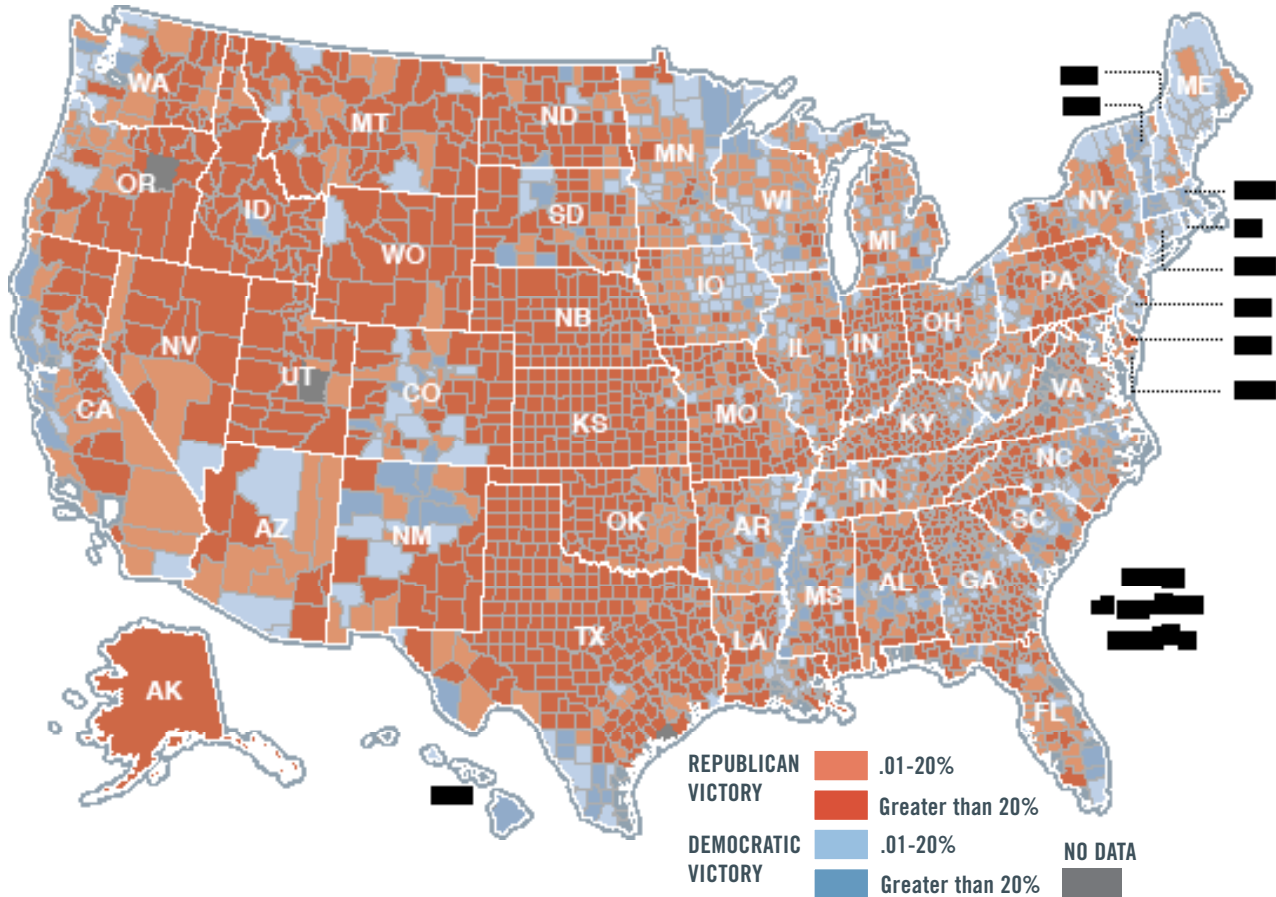 WA
ME
MT
ND
MN
OR
ID
SD
WI
NY
MI
WO
IO
PA
NB
OH
NV
IL
IN
UT
CO
WV
VA
CA
KS
MO
KY
NC
TN
OK
AR
SC
AZ
NM
MS
AL
GA
TX
LA
AK
FL
REPUBLICAN VICTORY
.01-20%
Greater than 20%
DEMOCRATIC VICTORY
.01-20%
Greater than 20%
NO DATA